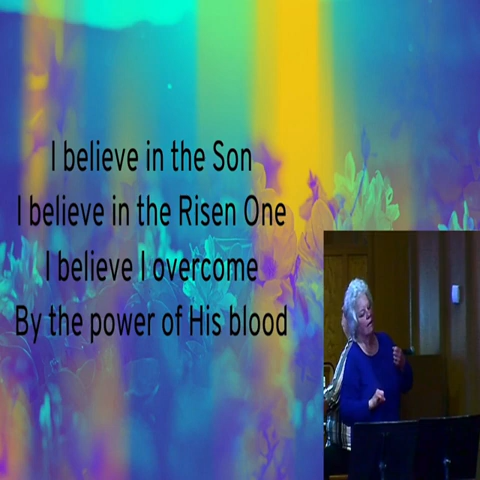 I believe in the Son
I believe in the Risen One
I believe I overcome
By the power of His blood